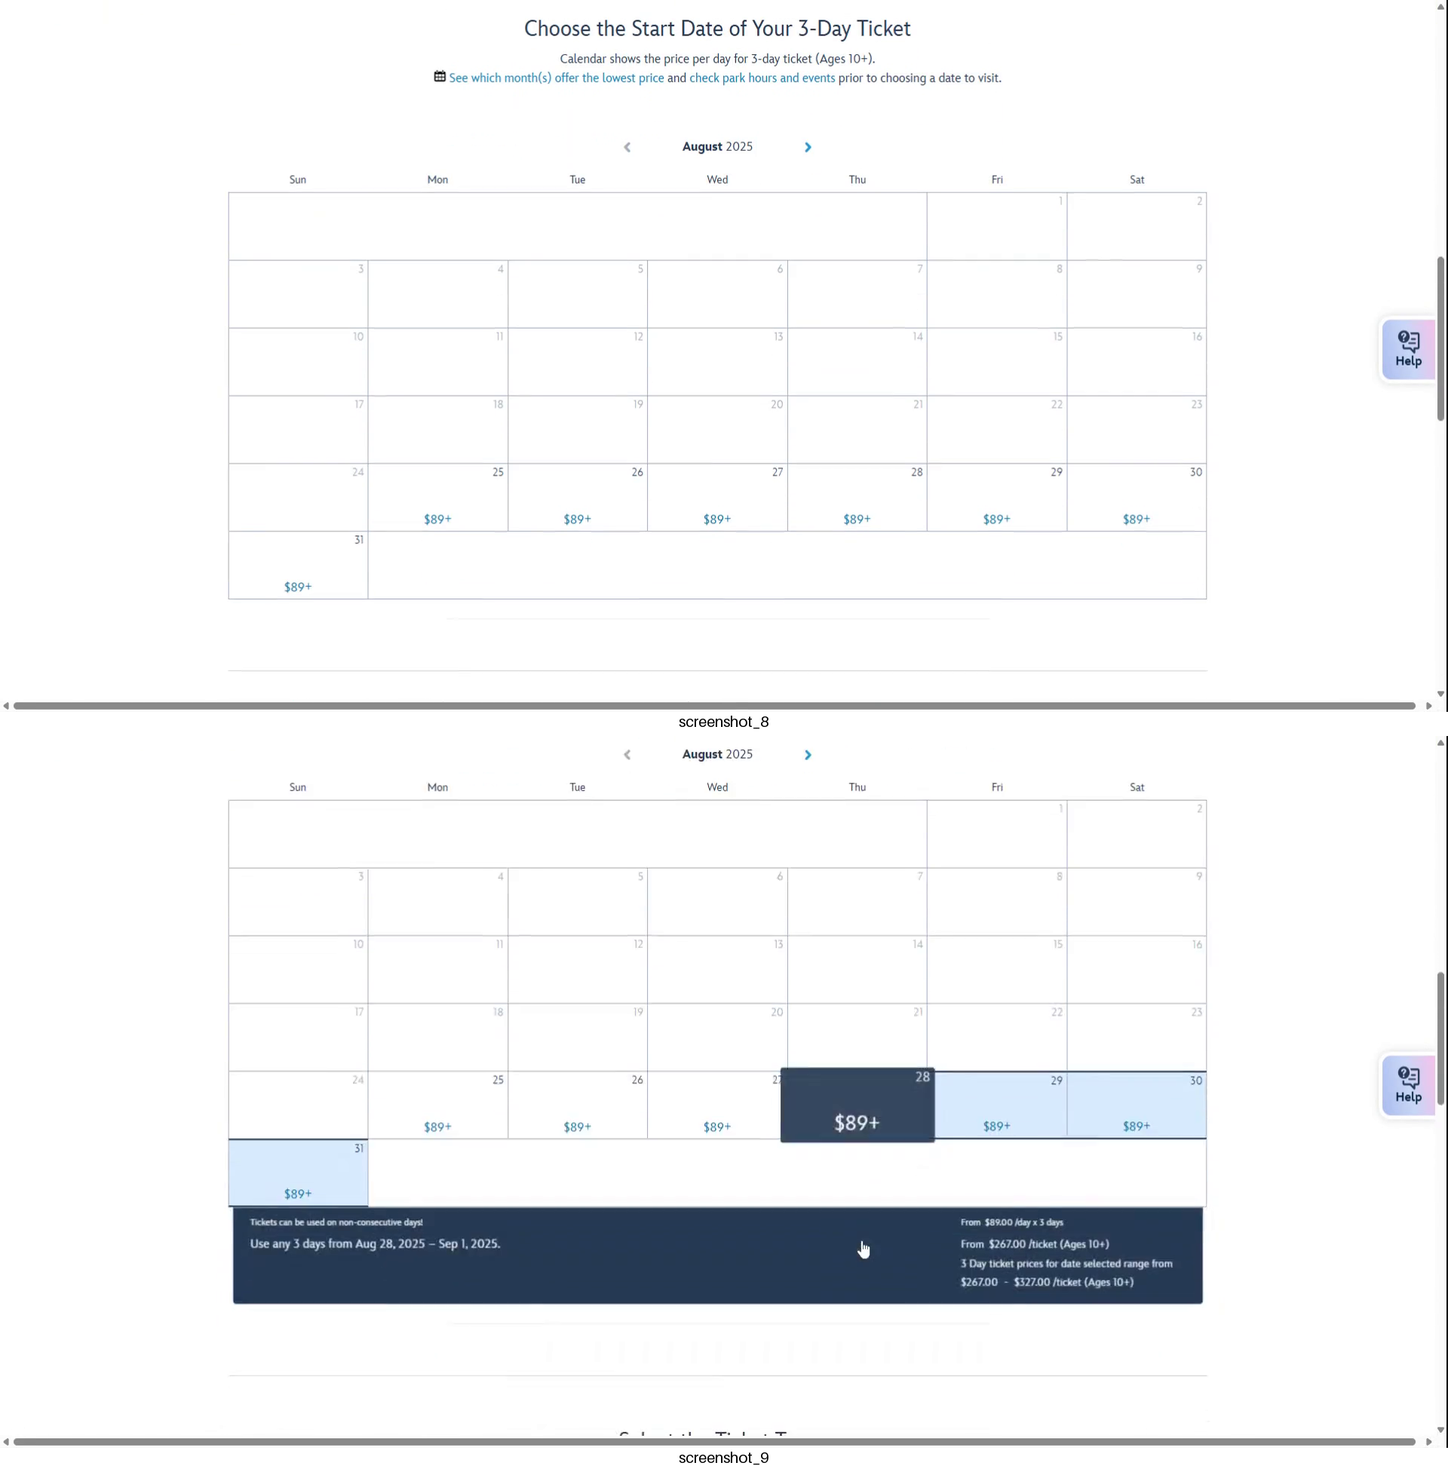 Choose the Start Date of Your 3-Day Ticket
Calendar shows the price per day for 3-day ticket (Ages 10+).
See which month(s) offer the lowest price and check park hours and events prior to choosing a date to visit.
August 2025
Sun Mon Tue Wed Thu Fri Sat
1 2
3 4 5 6 7 8 9
10 11 12 13 14 15 16
Help
17 18 19 20 21 22 23
24 25 26 27 28 29 30
$89+ $89+ $89+ $89+ $89+ $89+
31
$89+
screenshot_8
August 2025
Sun Mon Tue Wed Thu Fri Sat
1 2
3 4 5 6 7 8 9
10 11 12 13 14 15 16
17 18 19 20 21 22 23
24 25 26 27 28 29 30
Help
$89+ $89+ $89+ $89+ $89+ $89+
31
$89+
Tickets can be used on non-consecutive days!
Use any 3 days from Aug 28, 2025 – Sep 1, 2025.
From $89.00 /day x 3 days
From $267.00 /ticket (Ages 10+)
3 Day ticket prices for date selected range from
$267.00 - $327.00 /ticket (Ages 10+)
screenshot_9